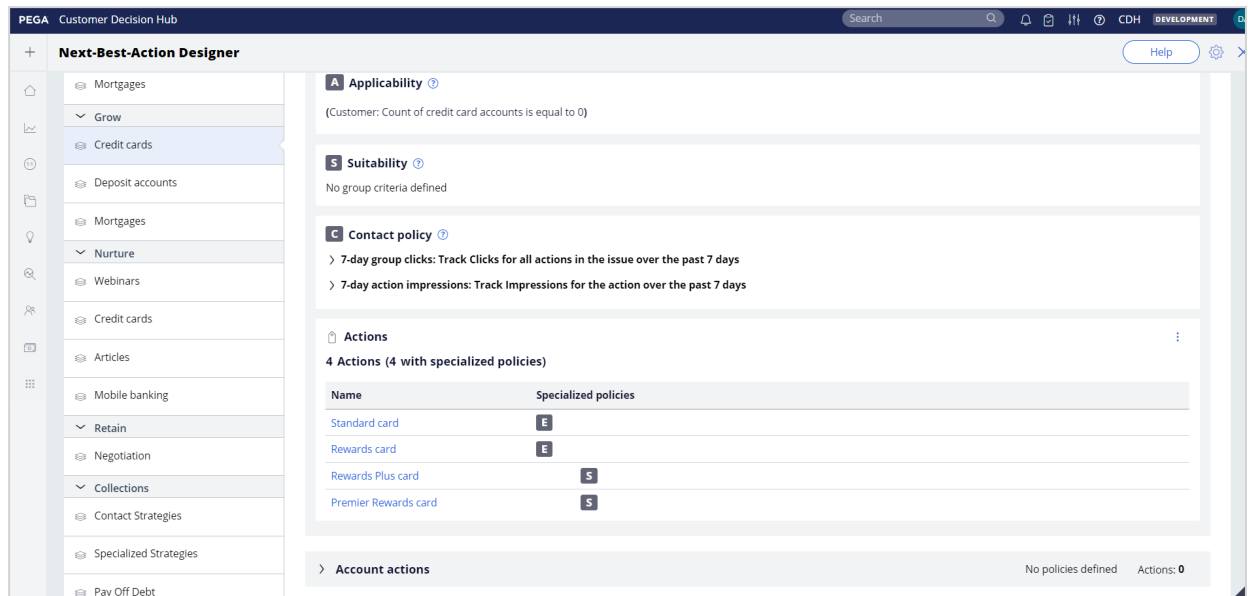 PEGA Customer Decision Hub Search CDH DEVELOPMENT
Next-Best-Action Designer Help
Mortgages
Grow
Credit cards
Deposit accounts
Mortgages
Nurture
Webinars
Credit cards
Articles
Mobile banking
Retain
Negotiation
Collections
Contact Strategies
Specialized Strategies
Pay Off Debt
A Applicability
(Customer: Count of credit card accounts is equal to 0)
S Suitability
No group criteria defined
C Contact policy
7-day group clicks: Track Clicks for all actions in the issue over the past 7 days
7-day action impressions: Track Impressions for the action over the past 7 days
Actions
4 Actions (4 with specialized policies)
Name Specialized policies
Standard card E
Rewards card E
Rewards Plus card S
Premier Rewards card S
Account actions No policies defined Actions: 0